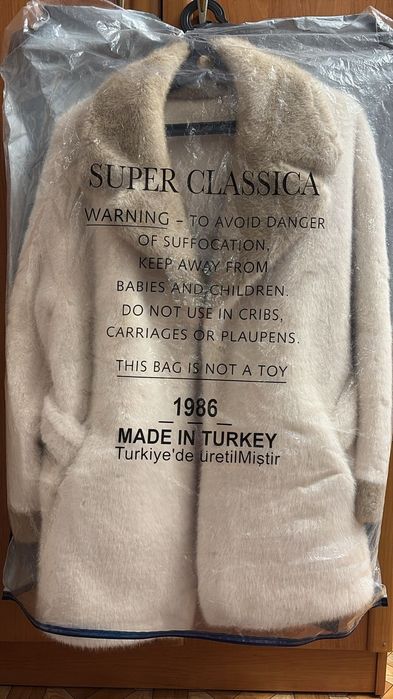 SUPER CLASSICA
WARNING - TO AVOID DANGER
OF SUFFOCATION,
KEEP AWAY FROM
BABIES AND CHILDREN.
DO NOT USE IN CRIBS,
CARRIAGES OR PLAUPENS.
THIS BAG IS NOT A TOY
1986
MADE IN TURKEY
Turkiye'de üretilMiştir